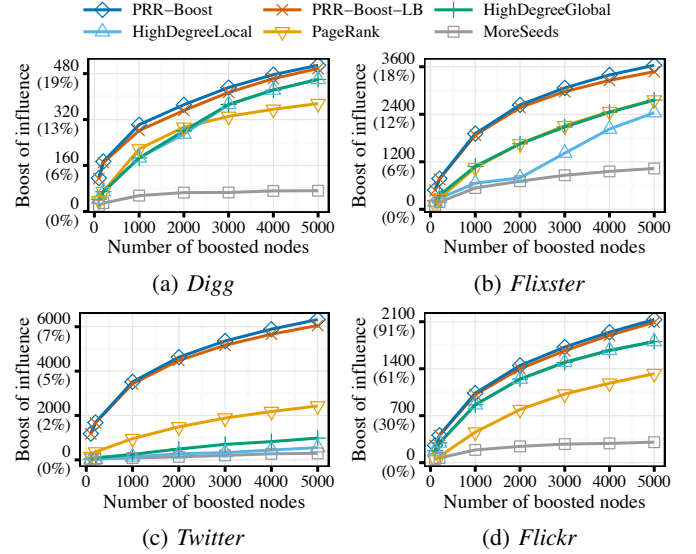 PRR-Boost PRR-Boost-LB HighDegreeGlobal
HighDegreeLocal PageRank MoreSeeds
Boost of influence
480
(19%)
320
(13%)
160
(6%)
0
(0%)
0 1000 2000 3000 4000 5000
Number of boosted nodes
(a) Digg
Boost of influence
3600
(18%)
2400
(12%)
1200
(6%)
0
(0%)
0 1000 2000 3000 4000 5000
Number of boosted nodes
(b) Flixster
Boost of influence
6000
(7%)
4000
(5%)
2000
(2%)
0
(0%)
0 1000 2000 3000 4000 5000
Number of boosted nodes
(c) Twitter
Boost of influence
2100
(91%)
1400
(61%)
700
(30%)
0
(0%)
0 1000 2000 3000 4000 5000
Number of boosted nodes
(d) Flickr